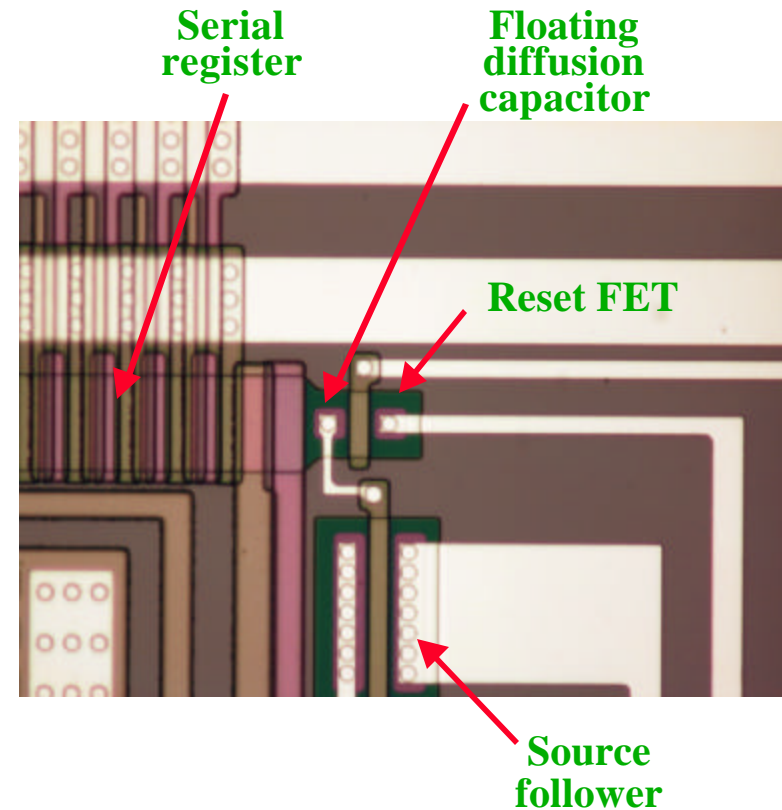 Serial
register
Floating
diffusion
capacitor
Reset FET
Source
follower